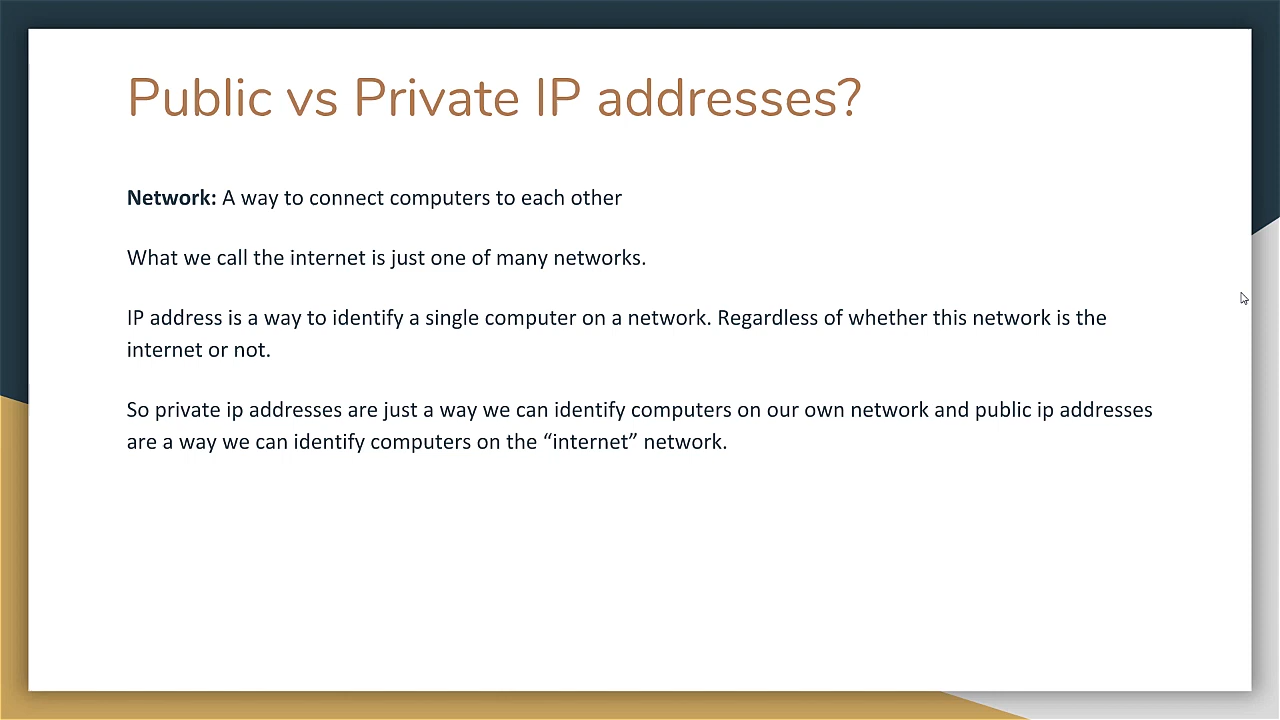 Public vs Private IP addresses?
Network: A way to connect computers to each other
What we call the internet is just one of many networks.
IP address is a way to identify a single computer on a network. Regardless of whether this network is the
internet or not.
So private ip addresses are just a way we can identify computers on our own network and public ip addresses
are a way we can identify computers on the “internet” network.